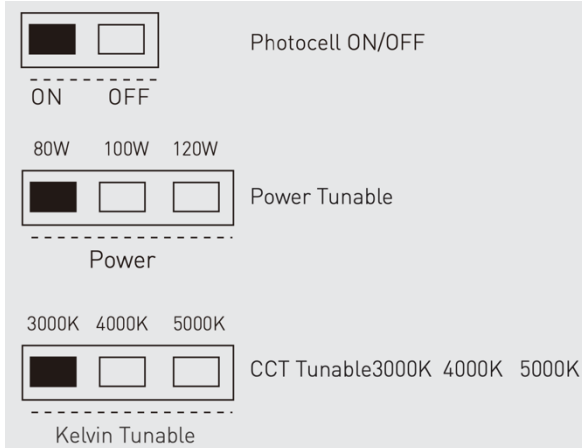 Photocell ON/OFF
ON OFF
80W 100W 120W
Power Tunable
Power
3000K 4000K 5000K
CCT Tunable3000K 4000K 5000K
Kelvin Tunable